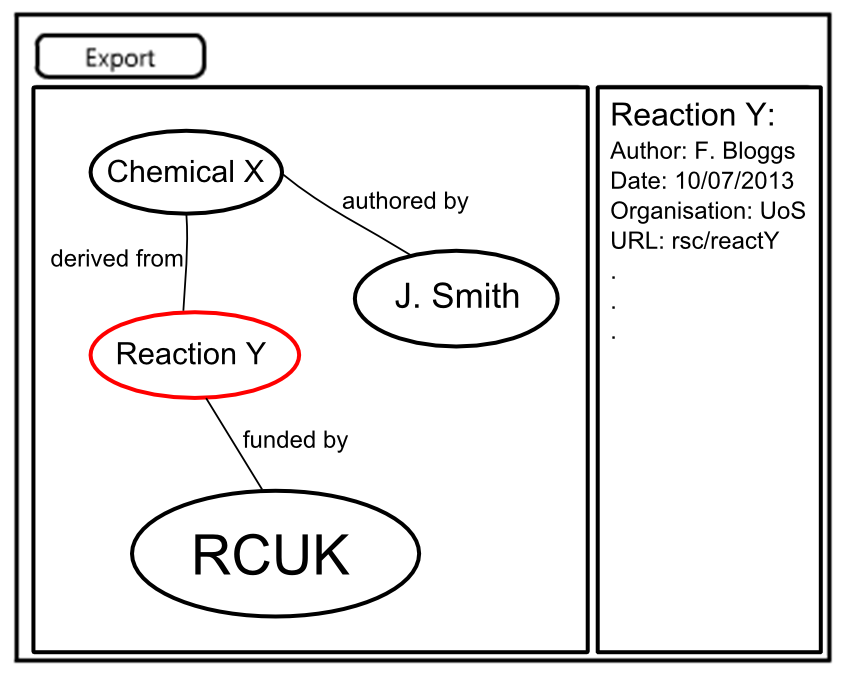 Export
Chemical X
authored by
derived from
J. Smith
Reaction Y
funded by
RCUK
Reaction Y:
Author: F. Bloggs
Date: 10/07/2013
Organisation: UoS
URL: rsc/reactY
.
.
.